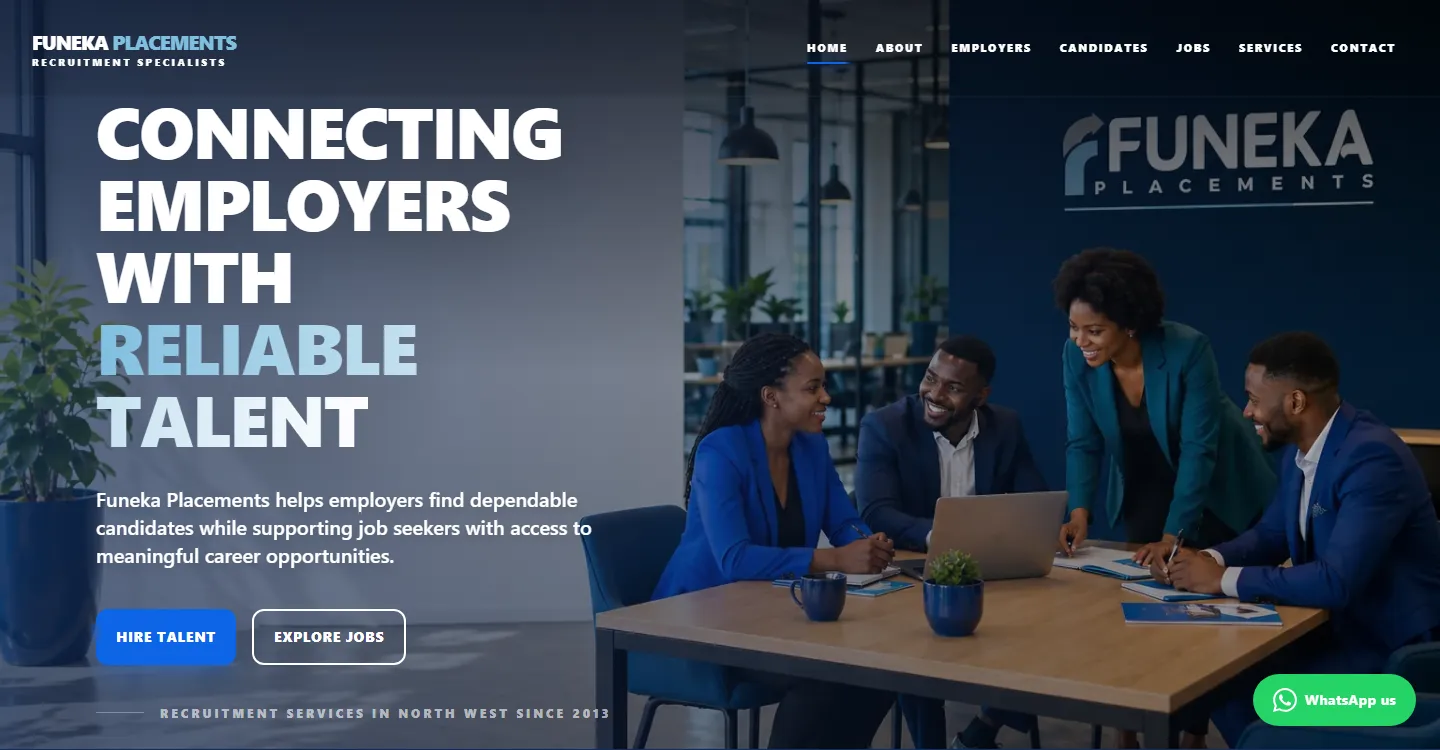 FUNEKA PLACEMENTS
RECRUITMENT SPECIALISTS
HOME ABOUT EMPLOYERS CANDIDATES JOBS SERVICES CONTACT
CONNECTING
EMPLOYERS
WITH
RELIABLE
TALENT
FUNEKA
PLACEMENTS
Funeka Placements helps employers find dependable
candidates while supporting job seekers with access to
meaningful career opportunities.
HIRE TALENT EXPLORE JOBS
RECRUITMENT SERVICES IN NORTH WEST SINCE 2013
WhatsApp us